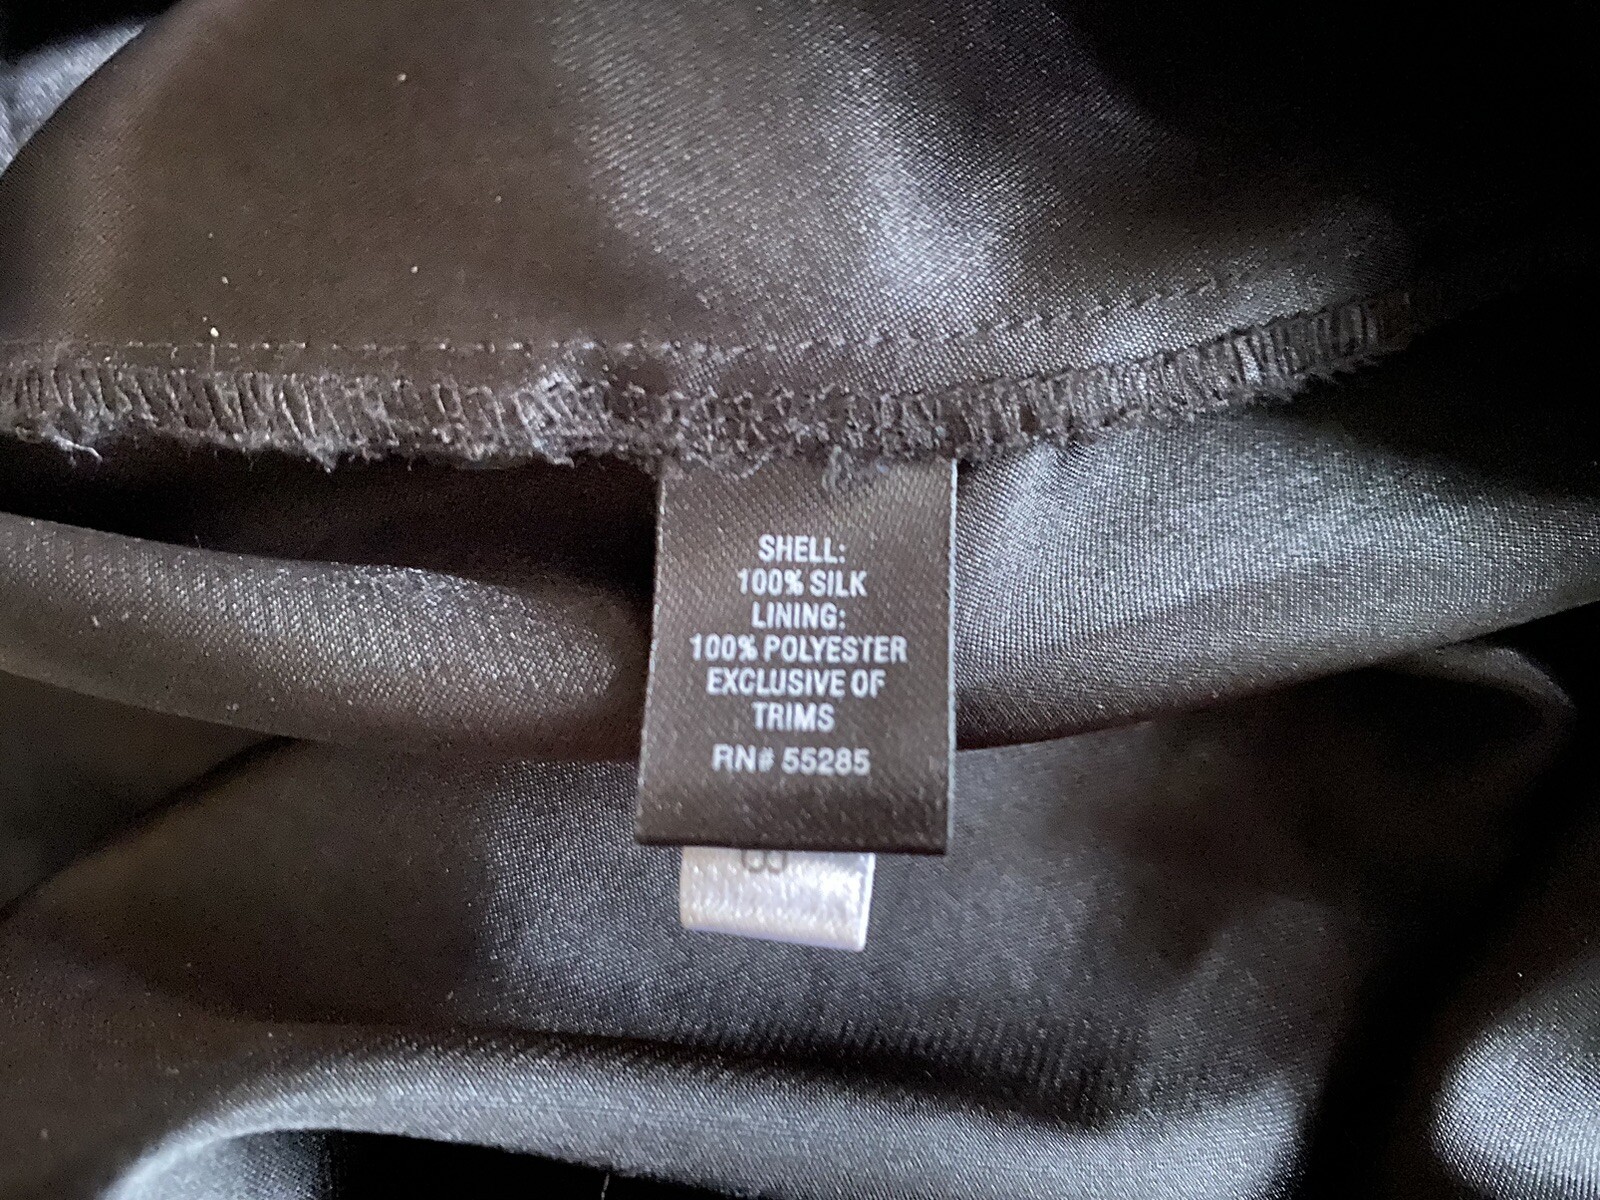 SHELL:
100% SILK
LINING:
100% POLYESTER
EXCLUSIVE OF
TRIMS
RN# 55285